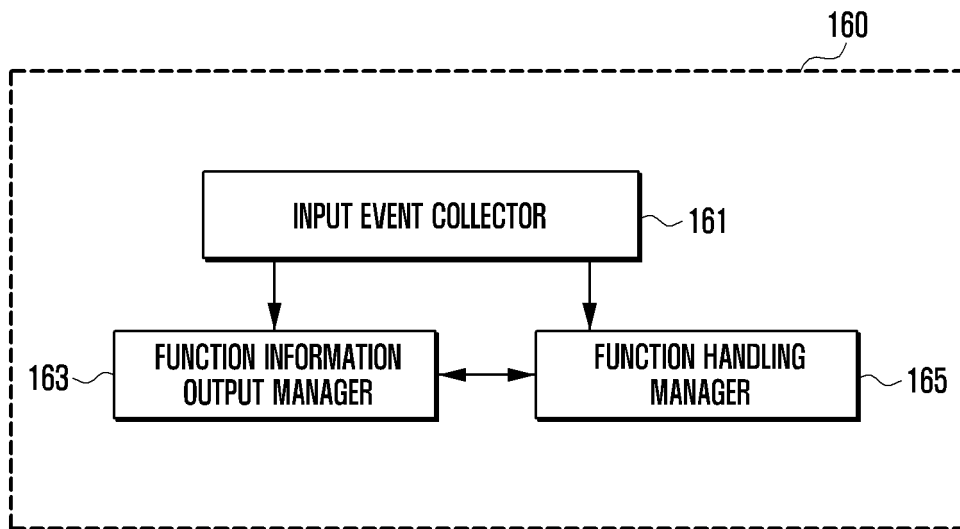 160
INPUT EVENT COLLECTOR
161
FUNCTION INFORMATION
OUTPUT MANAGER
163
FUNCTION HANDLING
MANAGER
165